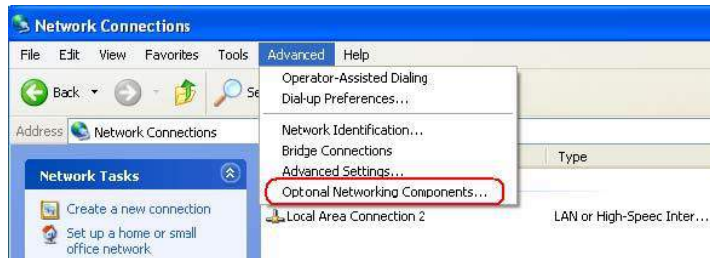 Network Connections
File Edit View Favorites Tools Advanced Help
Back
Se
Operator-Assisted Dialing
Dial-up Preferences...
Address Network Connections
Network Identification...
Bridge Connections
Advanced Settings...
Optional Networking Components...
Type
Network Tasks
Create a new connection
Set up a home or small
office network
Local Area Connection 2
LAN or High-Speec Inter...